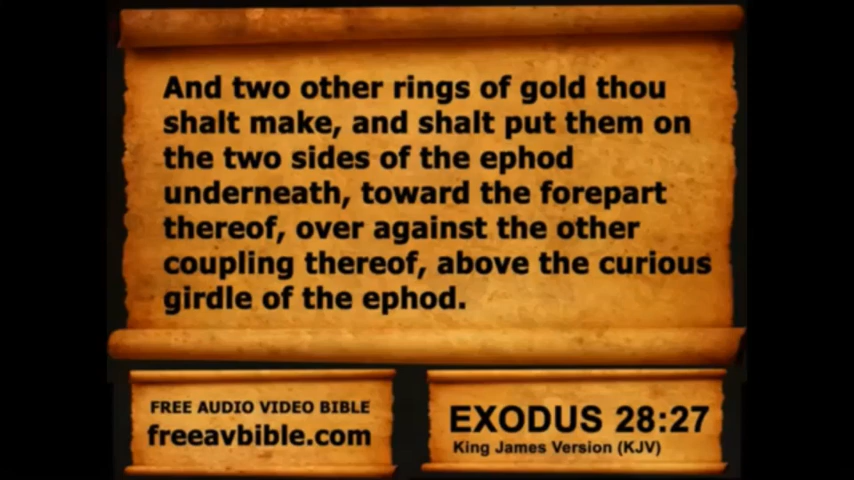 And two other rings of gold thou
shalt make, and shalt put them on
the two sides of the ephod
underneath, toward the forepart
thereof, over against the other
coupling thereof, above the curious
girdle of the ephod.
FREE AUDIO VIDEO BIBLE
freeavbible.com
EXODUS 28:27
King James Version (KJV)